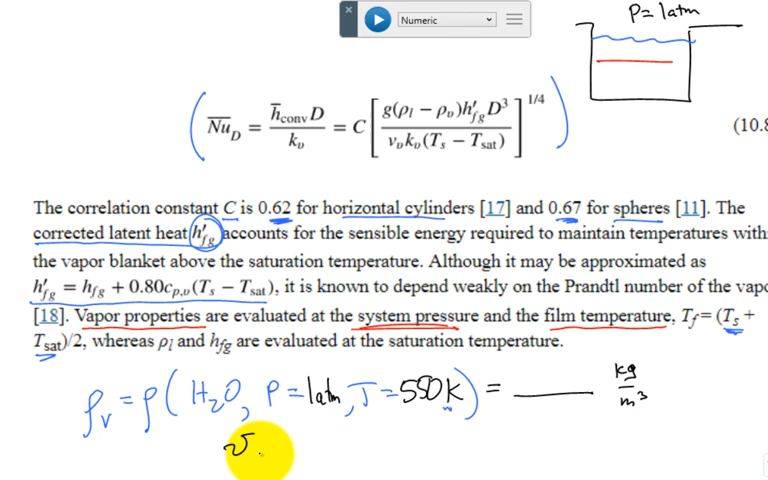 Numeric
P = 1atm
N̅u̅_D = h̅_conv D / k_v = C [ g(ρ_l − ρ_v)h′_fg D³ / ν_v k_v (T_s − T_sat) ]^1/4
(10.8
The correlation constant C is 0.62 for horizontal cylinders [17] and 0.67 for spheres [11]. The
corrected latent heat h′_fg accounts for the sensible energy required to maintain temperatures with
the vapor blanket above the saturation temperature. Although it may be approximated as
h′_fg = h_fg + 0.80c_p,v(T_s − T_sat), it is known to depend weakly on the Prandtl number of the vapo
[18]. Vapor properties are evaluated at the system pressure and the film temperature, T_f = (T_s +
T_sat)/2, whereas ρ_l and h_fg are evaluated at the saturation temperature.
ρ_v = ρ( H₂O, P = 1atm, T = 550 K ) = ____ kg/m³
v